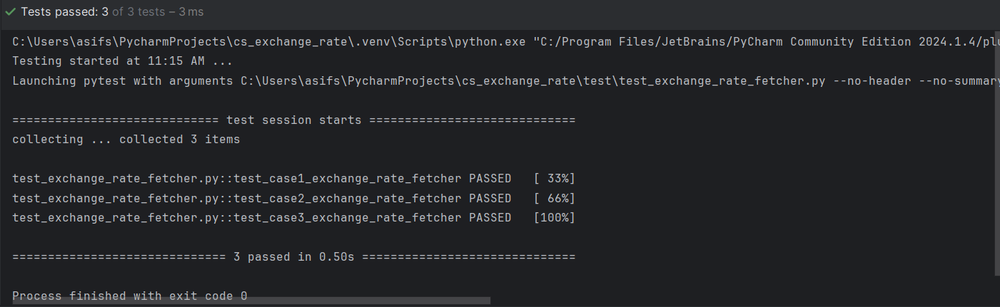 Tests passed: 3 of 3 tests – 3 ms
C:\Users\asifs\PycharmProjects\cs_exchange_rate\.venv\Scripts\python.exe "C:/Program Files/JetBrains/PyCharm Community Edition 2024.1.4/plu
Testing started at 11:15 AM ...
Launching pytest with arguments C:\Users\asifs\PycharmProjects\cs_exchange_rate\test\test_exchange_rate_fetcher.py --no-header --no-summary
============================= test session starts =============================
collecting ... collected 3 items
test_exchange_rate_fetcher.py::test_case1_exchange_rate_fetcher PASSED   [ 33%]
test_exchange_rate_fetcher.py::test_case2_exchange_rate_fetcher PASSED   [ 66%]
test_exchange_rate_fetcher.py::test_case3_exchange_rate_fetcher PASSED   [100%]
============================== 3 passed in 0.50s ==============================
Process finished with exit code 0